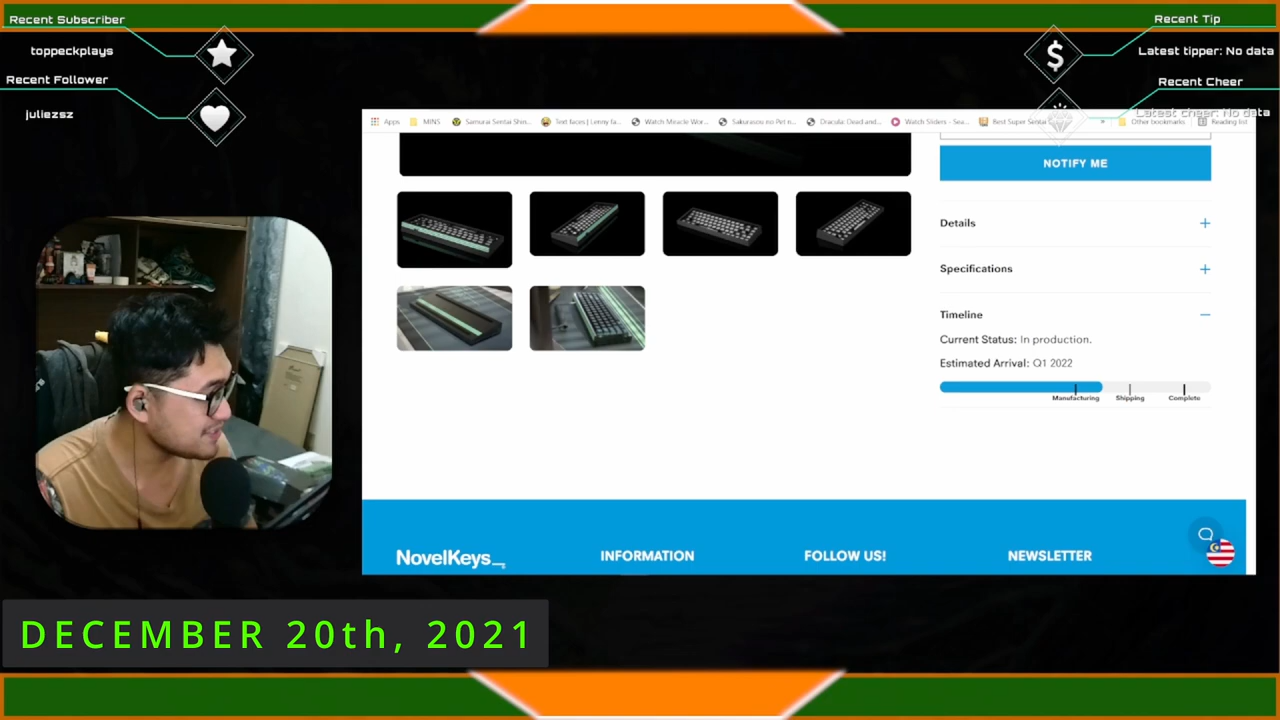 Recent Subscriber
toppeckplays
Recent Follower
juliezsz
Recent Tip
Latest tipper: No data
Recent Cheer
Latest cheer: No data
Apps MINS Samurai Sentai Shin... Text faces | Lenny fa... Watch Miracle Wor... Sakurasou no Pet n... Dracula: Dead and... Watch Sliders - Sea... Best Super Sentai » Other bookmarks Reading list
NOTIFY ME
Details +
Specifications +
Timeline −
Current Status: In production.
Estimated Arrival: Q1 2022
Manufacturing Shipping Complete
NovelKeys_ INFORMATION FOLLOW US! NEWSLETTER
DECEMBER 20th, 2021